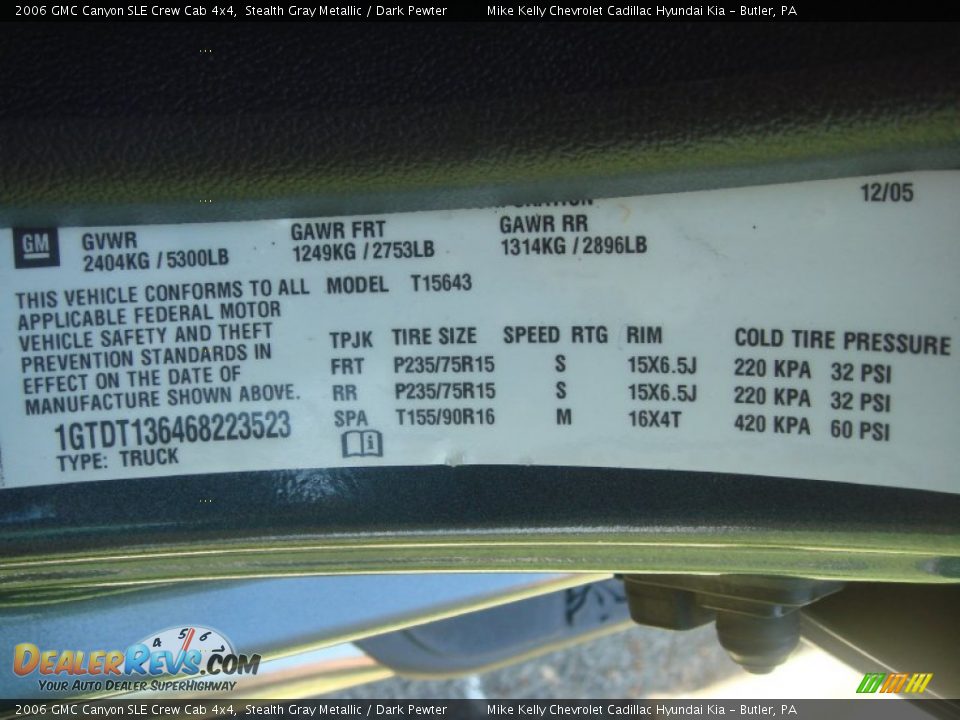 2006 GMC Canyon SLE Crew Cab 4x4, Stealth Gray Metallic / Dark Pewter Mike Kelly Chevrolet Cadillac Hyundai Kia - Butler, PA
12/05
GM GVWR GAWR FRT GAWR RR
2404KG / 5300LB 1249KG / 2753LB 1314KG / 2896LB
THIS VEHICLE CONFORMS TO ALL MODEL T15643
APPLICABLE FEDERAL MOTOR
VEHICLE SAFETY AND THEFT
PREVENTION STANDARDS IN
EFFECT ON THE DATE OF
MANUFACTURE SHOWN ABOVE.
1GTDT136468223523
TYPE: TRUCK
TPJK TIRE SIZE SPEED RTG RIM COLD TIRE PRESSURE
FRT P235/75R15 S 15X6.5J 220 KPA 32 PSI
RR P235/75R15 S 15X6.5J 220 KPA 32 PSI
SPA T155/90R16 M 16X4T 420 KPA 60 PSI
4 5 6
DEALERREVS.COM
YOUR AUTO DEALER SUPERHIGHWAY
2006 GMC Canyon SLE Crew Cab 4x4, Stealth Gray Metallic / Dark Pewter Mike Kelly Chevrolet Cadillac Hyundai Kia - Butler, PA